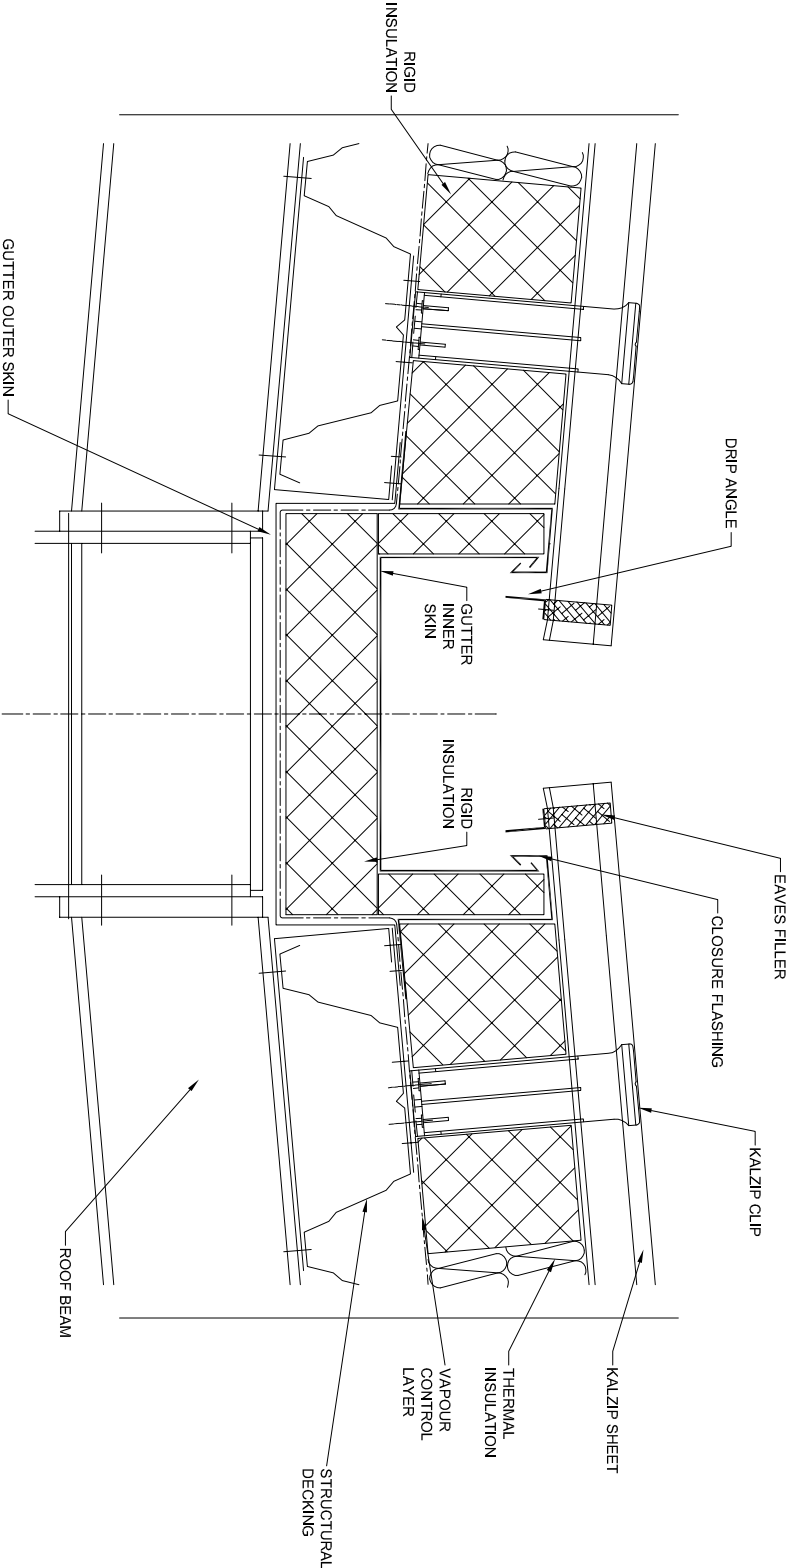 RIGID
INSULATION
GUTTER OUTER SKIN
DRIP ANGLE
GUTTER
INNER
SKIN
RIGID
INSULATION
EAVES FILLER
CLOSURE FLASHING
KALZIP CLIP
KALZIP SHEET
THERMAL
INSULATION
VAPOUR
CONTROL
LAYER
STRUCTURAL
DECKING
ROOF BEAM